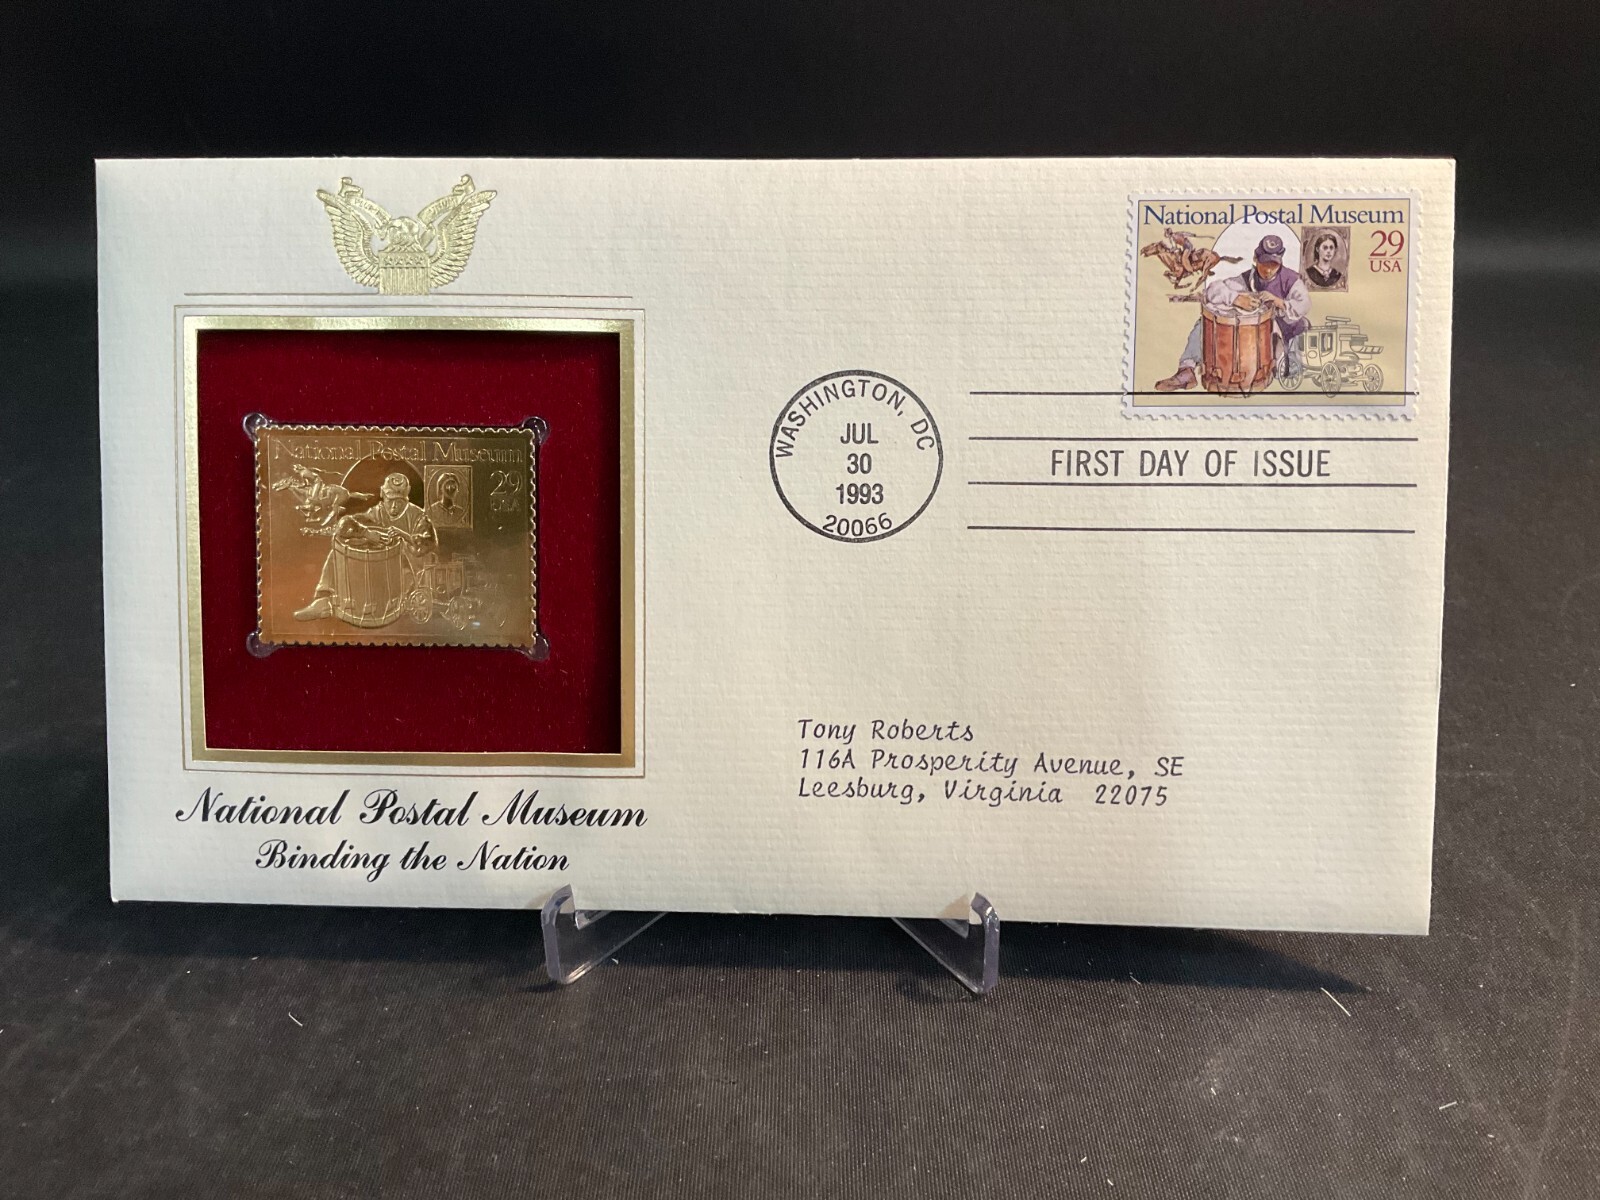 National Postal Museum
29
USA
WASHINGTON, DC
JUL
30
1993
20066
FIRST DAY OF ISSUE
National Postal Museum
29
USA
Tony Roberts
116A Prosperity Avenue, SE
Leesburg, Virginia 22075
National Postal Museum
Binding the Nation